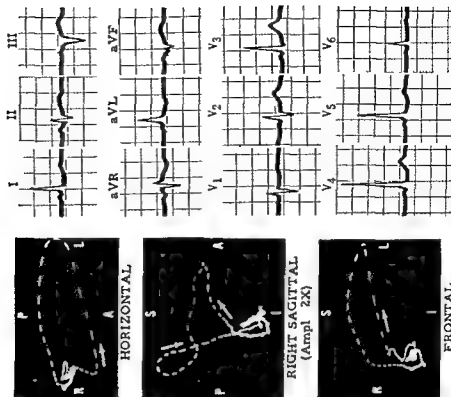 I II III
aVR aVL aVF
V1 V2 V3
V4 V5 V6
P
R L
A
HORIZONTAL
S
P A
I
RIGHT SAGITTAL
(Ampl 2X)
S
R L
I
FRONTAL